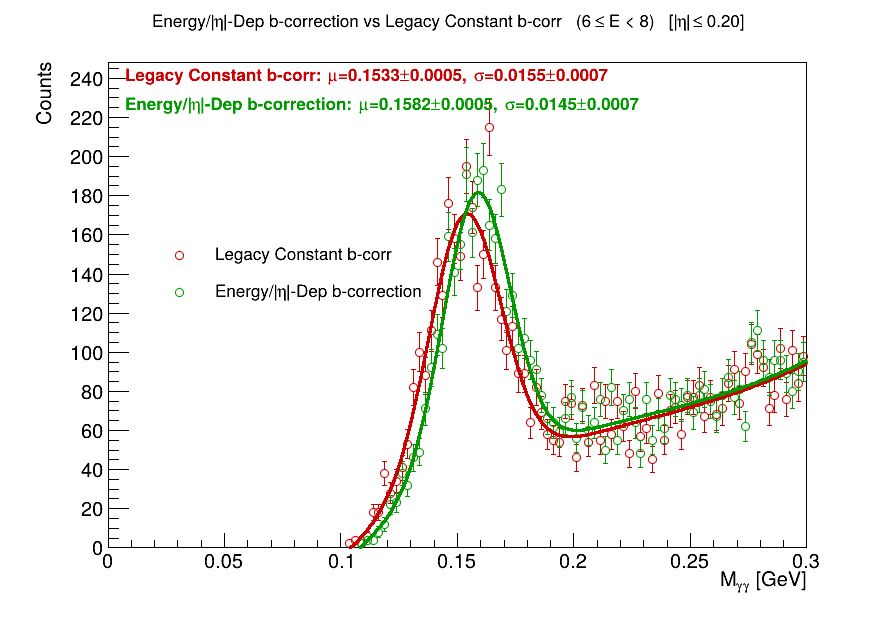 Energy/|η|-Dep b-correction vs Legacy Constant b-corr (6 ≤ E < 8) [|η| ≤ 0.20]
Counts
Legacy Constant b-corr: μ=0.1533±0.0005, σ=0.0155±0.0007
Energy/|η|-Dep b-correction: μ=0.1582±0.0005, σ=0.0145±0.0007
240
220
200
180
160
140
120
100
80
60
40
20
0
Legacy Constant b-corr
Energy/|η|-Dep b-correction
0 0.05 0.1 0.15 0.2 0.25 0.3
Mγγ [GeV]